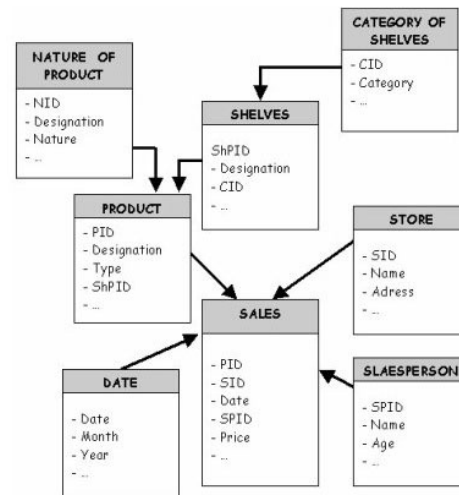 NATURE OF
PRODUCT
- NID
- Designation
- Nature
- ...
CATEGORY OF
SHELVES
- CID
- Category
- ...
SHELVES
ShPID
- Designation
- CID
- ...
PRODUCT
- PID
- Designation
- Type
- ShPID
- ...
STORE
- SID
- Name
- Adress
- ...
SALES
- PID
- SID
- Date
- SPID
- Price
- ...
DATE
- Date
- Month
- Year
- ...
SLAESPERSON
- SPID
- Name
- Age
- ...